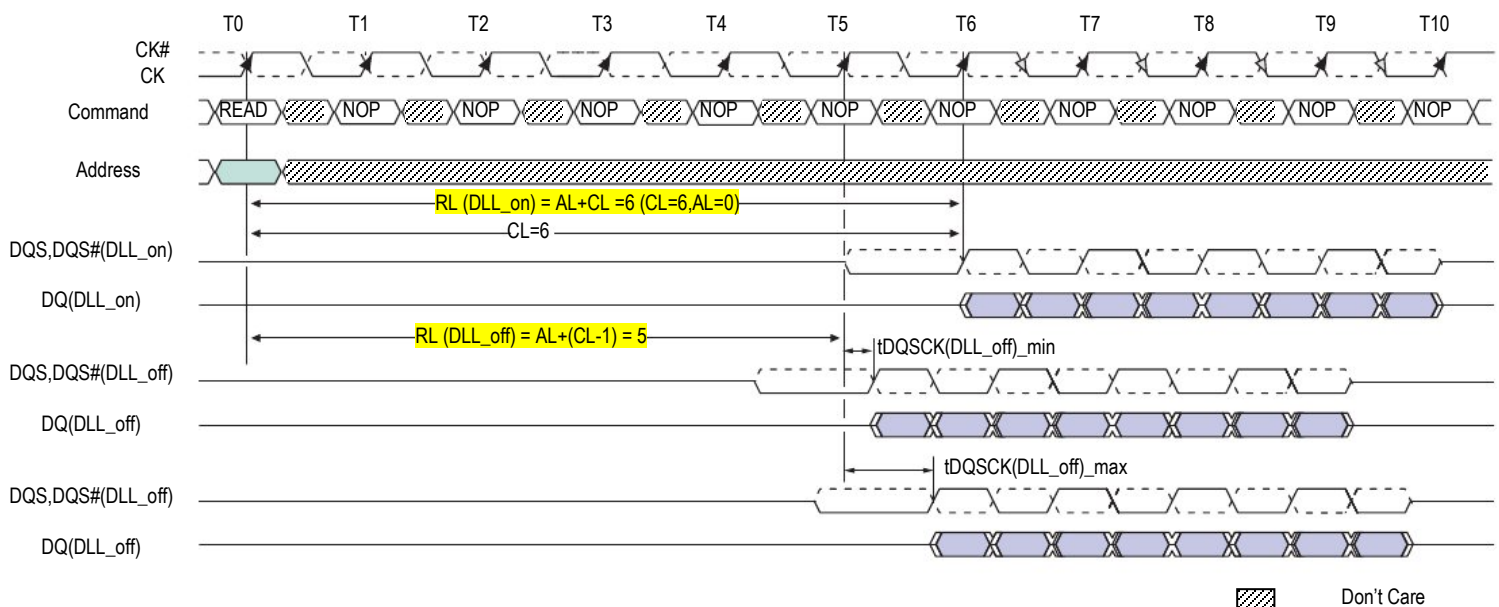 T0 T1 T2 T3 T4 T5 T6 T7 T8 T9 T10
CK#
CK
Command READ NOP NOP NOP NOP NOP NOP NOP NOP NOP NOP
Address
RL (DLL_on) = AL+CL =6 (CL=6,AL=0)
CL=6
DQS,DQS#(DLL_on)
DQ(DLL_on)
RL (DLL_off) = AL+(CL-1) = 5
tDQSCK(DLL_off)_min
DQS,DQS#(DLL_off)
DQ(DLL_off)
tDQSCK(DLL_off)_max
DQS,DQS#(DLL_off)
DQ(DLL_off)
Don't Care